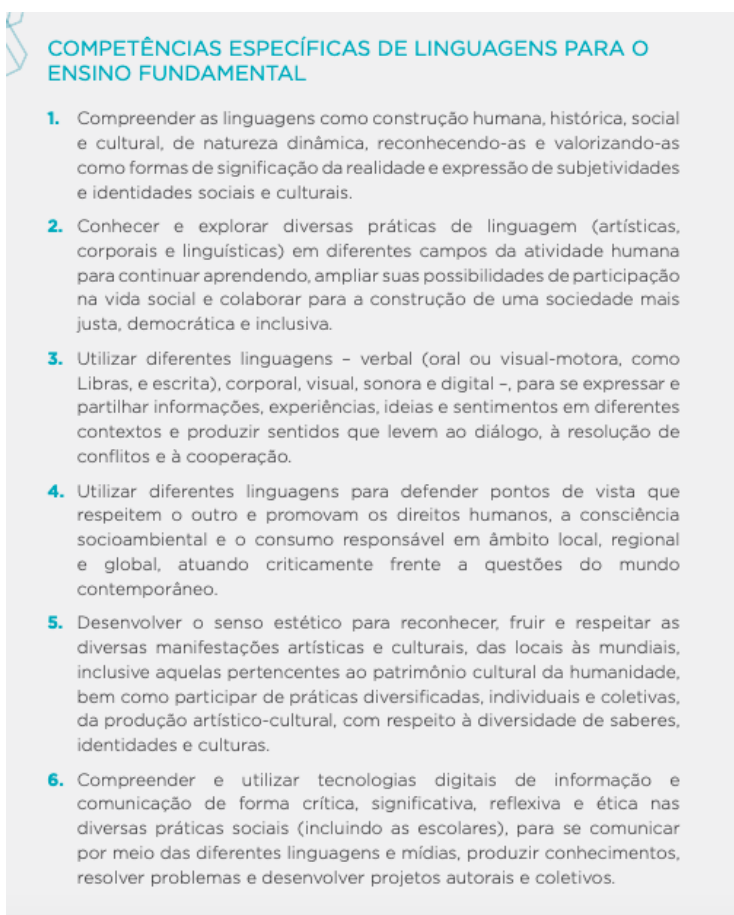 COMPETÊNCIAS ESPECÍFICAS DE LINGUAGENS PARA O
ENSINO FUNDAMENTAL
1. Compreender as linguagens como construção humana, histórica, social
e cultural, de natureza dinâmica, reconhecendo-as e valorizando-as
como formas de significação da realidade e expressão de subjetividades
e identidades sociais e culturais.
2. Conhecer e explorar diversas práticas de linguagem (artísticas,
corporais e linguísticas) em diferentes campos da atividade humana
para continuar aprendendo, ampliar suas possibilidades de participação
na vida social e colaborar para a construção de uma sociedade mais
justa, democrática e inclusiva.
3. Utilizar diferentes linguagens – verbal (oral ou visual-motora, como
Libras, e escrita), corporal, visual, sonora e digital –, para se expressar e
partilhar informações, experiências, ideias e sentimentos em diferentes
contextos e produzir sentidos que levem ao diálogo, à resolução de
conflitos e à cooperação.
4. Utilizar diferentes linguagens para defender pontos de vista que
respeitem o outro e promovam os direitos humanos, a consciência
socioambiental e o consumo responsável em âmbito local, regional
e global, atuando criticamente frente a questões do mundo
contemporâneo.
5. Desenvolver o senso estético para reconhecer, fruir e respeitar as
diversas manifestações artísticas e culturais, das locais às mundiais,
inclusive aquelas pertencentes ao patrimônio cultural da humanidade,
bem como participar de práticas diversificadas, individuais e coletivas,
da produção artístico-cultural, com respeito à diversidade de saberes,
identidades e culturas.
6. Compreender e utilizar tecnologias digitais de informação e
comunicação de forma crítica, significativa, reflexiva e ética nas
diversas práticas sociais (incluindo as escolares), para se comunicar
por meio das diferentes linguagens e mídias, produzir conhecimentos,
resolver problemas e desenvolver projetos autorais e coletivos.